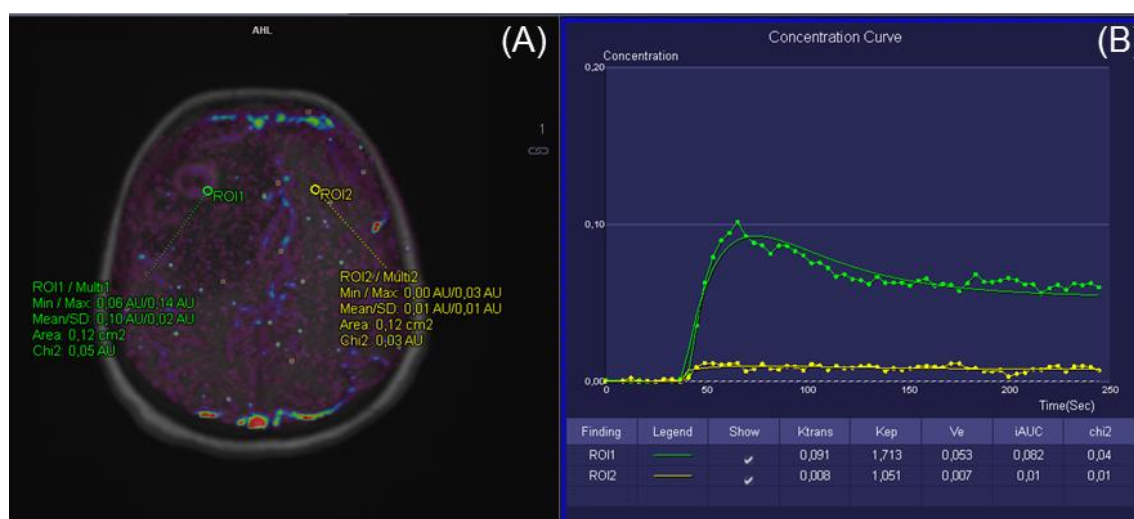 AHL
(A)
1
ROI1
ROI2
ROI1 / Multi1
Min / Max: 0,06 AU/0,14 AU
Mean/SD: 0,10 AU/0,02 AU
Area: 0,12 cm2
Chi2: 0,05 AU
ROI2 / Multi2
Min / Max: 0,00 AU/0,03 AU
Mean/SD: 0,01 AU/0,01 AU
Area: 0,12 cm2
Chi2: 0,03 AU
Concentration Curve
(B)
Concentration
0,20
0,10
0,00
0 50 100 150 200 250
Time(Sec)
Finding Legend Show Ktrans Kep Ve iAUC chi2
ROI1 0,091 1,713 0,053 0,082 0,04
ROI2 0,008 1,051 0,007 0,01 0,01